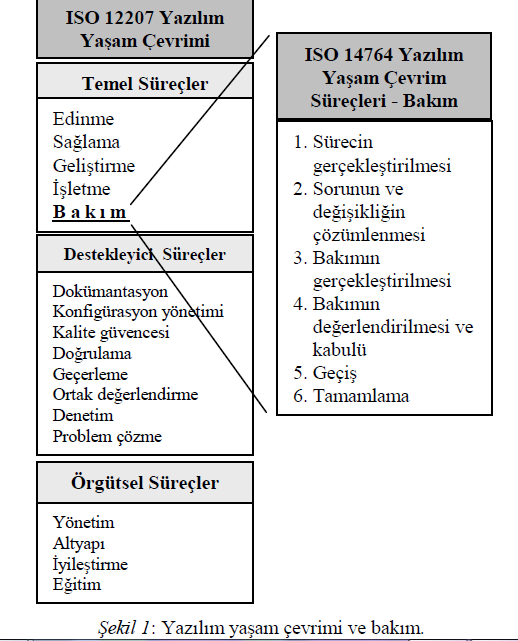 ISO 12207 Yazılım
Yaşam Çevrimi
Temel Süreçler
Edinme
Sağlama
Geliştirme
İşletme
Bakım
Destekleyici Süreçler
Dokümantasyon
Konfigürasyon yönetimi
Kalite güvencesi
Doğrulama
Geçerleme
Ortak değerlendirme
Denetim
Problem çözme
Örgütsel Süreçler
Yönetim
Altyapı
İyileştirme
Eğitim
ISO 14764 Yazılım
Yaşam Çevrim
Süreçleri - Bakım
1. Sürecin
gerçekleştirilmesi
2. Sorunun ve
değişikliğin
çözümlenmesi
3. Bakımın
gerçekleştirilmesi
4. Bakımın
değerlendirilmesi ve
kabulü
5. Geçiş
6. Tamamlama
Şekil 1: Yazılım yaşam çevrimi ve bakım.